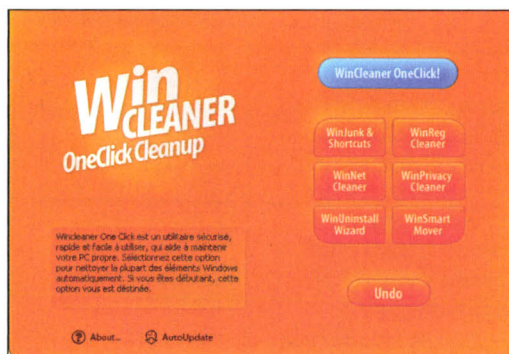 Win
CLEANER
OneClick Cleanup
Wincleaner One Click est un utilitaire sécurisé,
rapide et facile à utiliser, qui aide à maintenir
votre PC propre. Sélectionnez cette option
pour nettoyer la plupart des éléments Windows
automatiquement. Si vous êtes débutant, cette
option vous est destinée.
About...
AutoUpdate
WinCleaner OneClick!
WinJunk &
Shortcuts
WinReg
Cleaner
WinNet
Cleaner
WinPrivacy
Cleaner
WinUninstall
Wizard
WinSmart
Mover
Undo